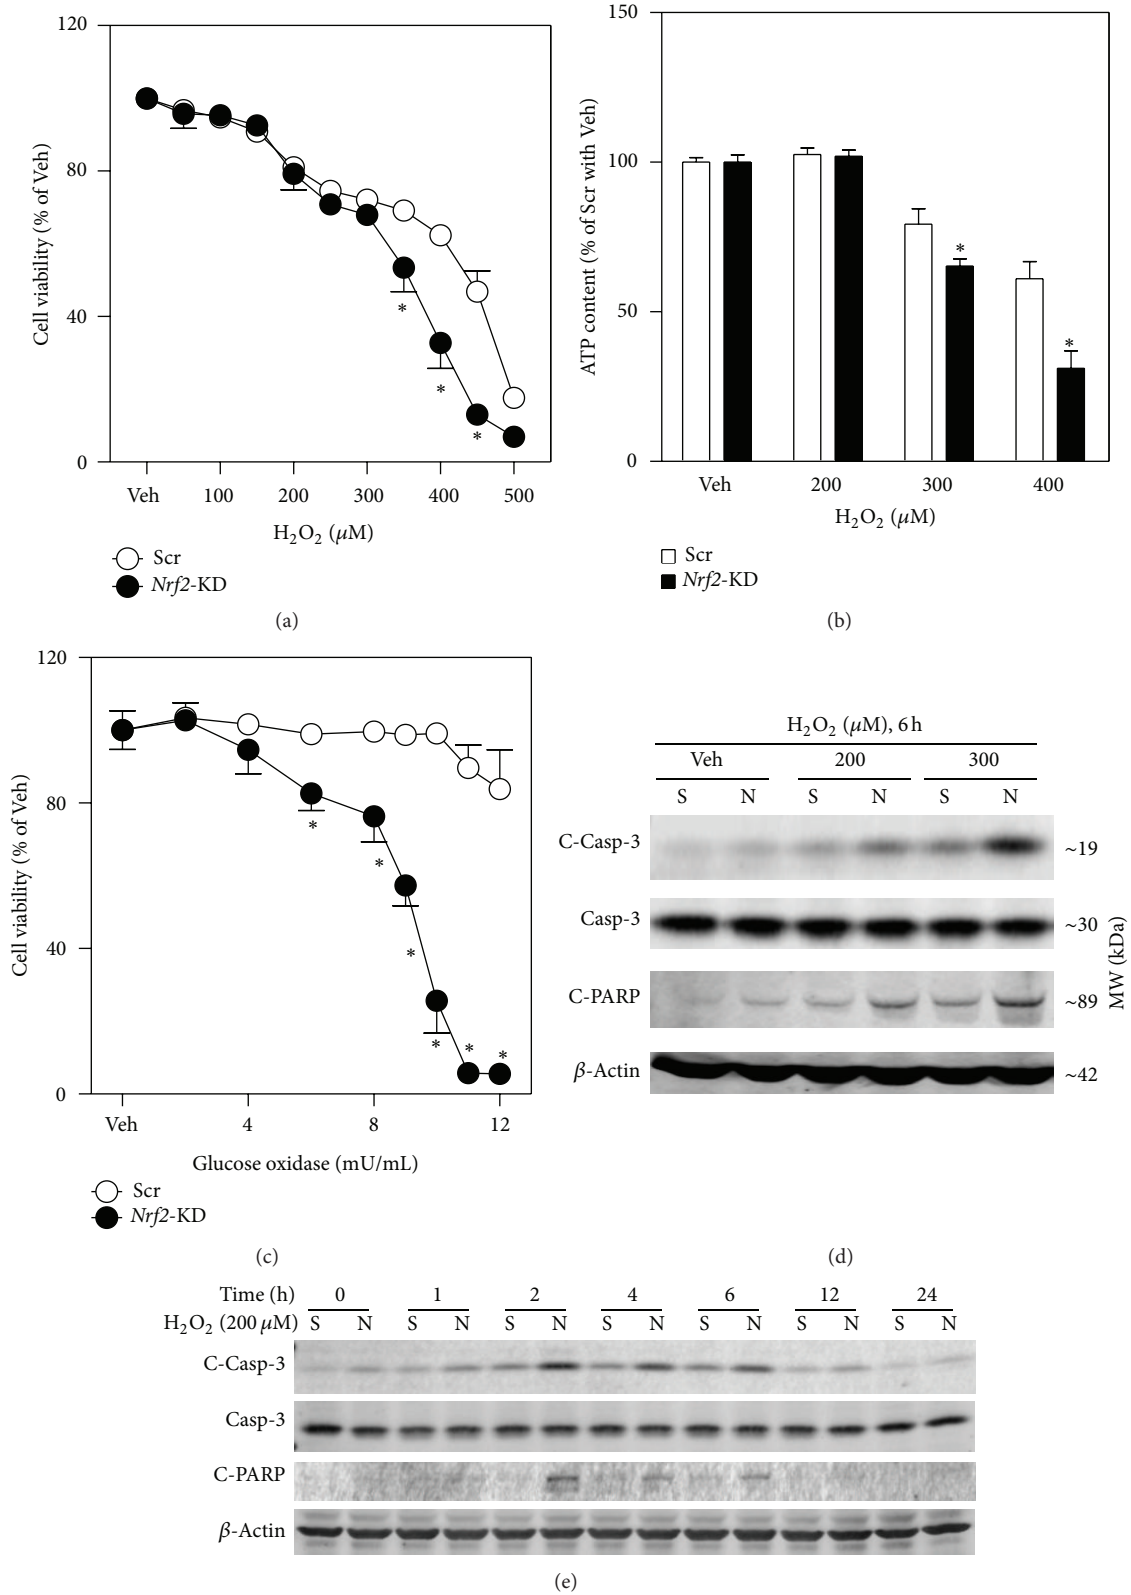 120
80
40
0
Cell viability (% of Veh)
Veh 100 200 300 400 500
H₂O₂ (μM)
Scr
Nrf2-KD
(a)
150
100
50
0
ATP content (% of Scr with Veh)
* *
Veh 200 300 400
H₂O₂ (μM)
Scr
Nrf2-KD
(b)
* * *
120
80
40
0
Cell viability (% of Veh)
* * * * * *
Veh 4 8 12
Glucose oxidase (mU/mL)
Scr
Nrf2-KD
(c)
H₂O₂ (μM), 6 h
Veh 200 300
S N S N S N
C-Casp-3 ~19
Casp-3 ~30
C-PARP ~89
β-Actin ~42
MW (kDa)
(d)
Time (h) 0 1 2 4 6 12 24
H₂O₂ (200 μM) S N S N S N S N S N S N S N
C-Casp-3
Casp-3
C-PARP
β-Actin
(e)